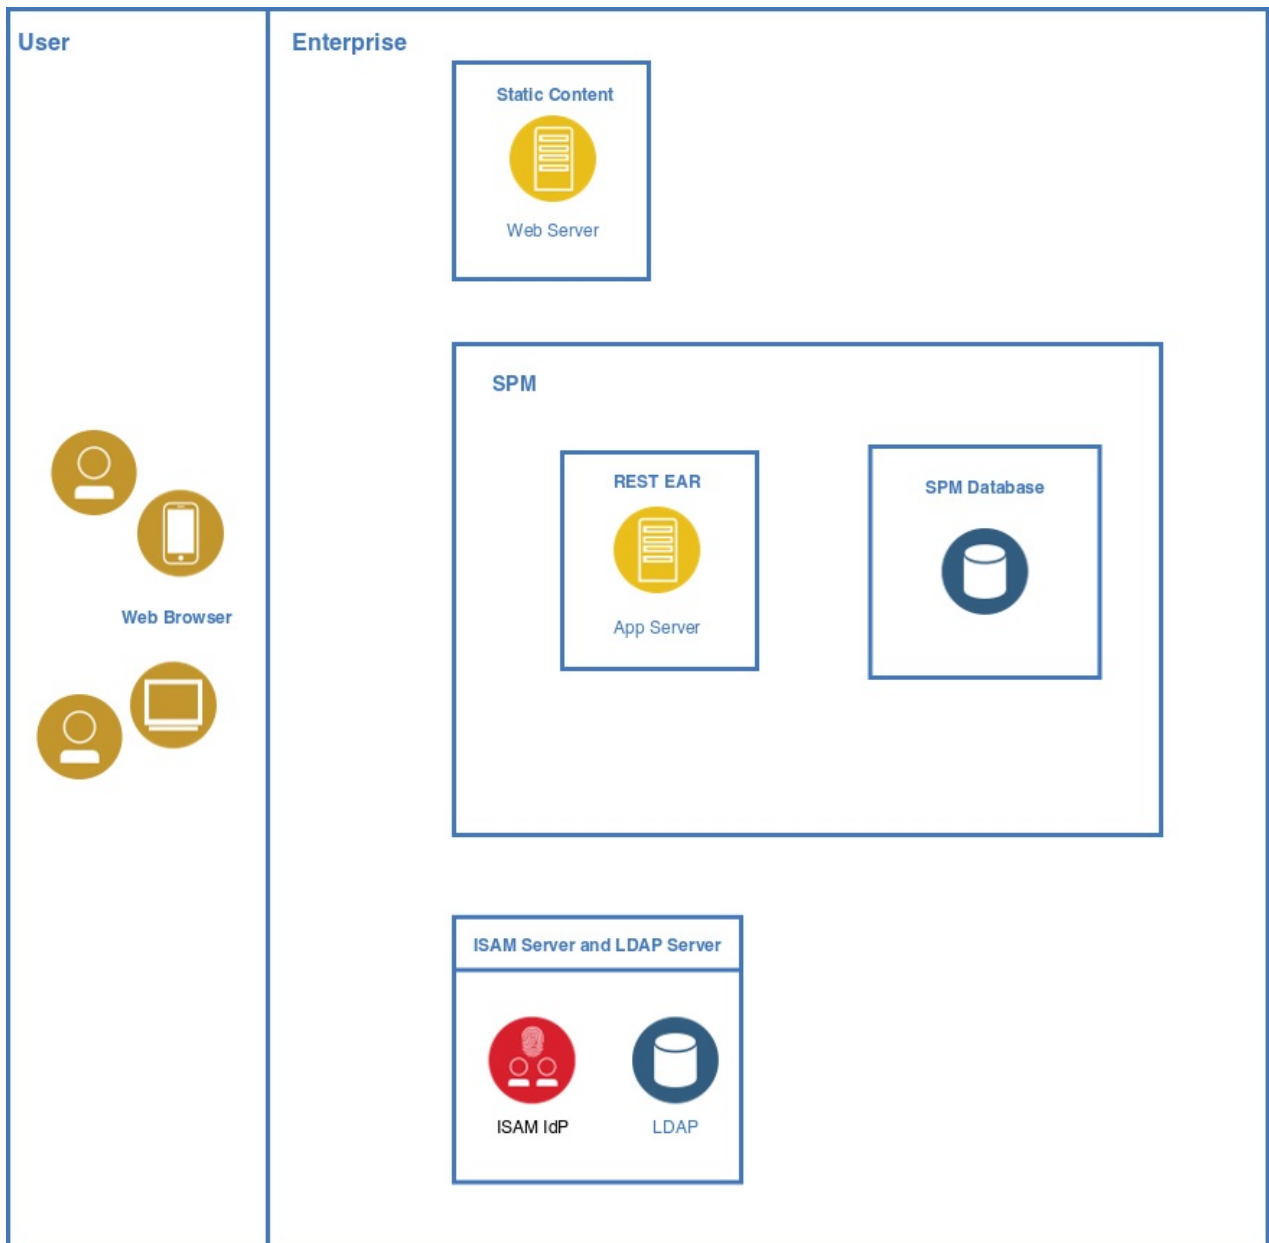 User
Enterprise
Static Content
Web Server
SPM
REST EAR
App Server
SPM Database
Web Browser
ISAM Server and LDAP Server
ISAM IdP
LDAP